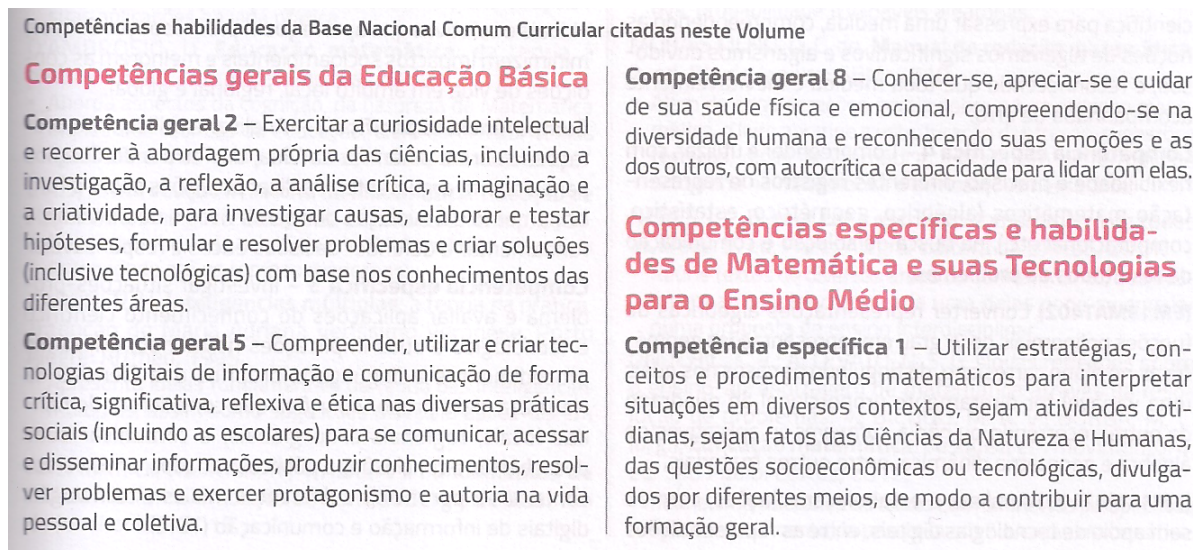 Competências e habilidades da Base Nacional Comum Curricular citadas neste Volume
Competências gerais da Educação Básica
Competência geral 2 – Exercitar a curiosidade intelectual
e recorrer à abordagem própria das ciências, incluindo a
investigação, a reflexão, a análise crítica, a imaginação e
a criatividade, para investigar causas, elaborar e testar
hipóteses, formular e resolver problemas e criar soluções
(inclusive tecnológicas) com base nos conhecimentos das
diferentes áreas.
Competência geral 5 – Compreender, utilizar e criar tec-
nologias digitais de informação e comunicação de forma
crítica, significativa, reflexiva e ética nas diversas práticas
sociais (incluindo as escolares) para se comunicar, acessar
e disseminar informações, produzir conhecimentos, resol-
ver problemas e exercer protagonismo e autoria na vida
pessoal e coletiva.
Competência geral 8 – Conhecer-se, apreciar-se e cuidar
de sua saúde física e emocional, compreendendo-se na
diversidade humana e reconhecendo suas emoções e as
dos outros, com autocrítica e capacidade para lidar com elas.
Competências específicas e habilida-
des de Matemática e suas Tecnologias
para o Ensino Médio
Competência específica 1 – Utilizar estratégias, con-
ceitos e procedimentos matemáticos para interpretar
situações em diversos contextos, sejam atividades coti-
dianas, sejam fatos das Ciências da Natureza e Humanas,
das questões socioeconômicas ou tecnológicas, divulga-
dos por diferentes meios, de modo a contribuir para uma
formação geral.